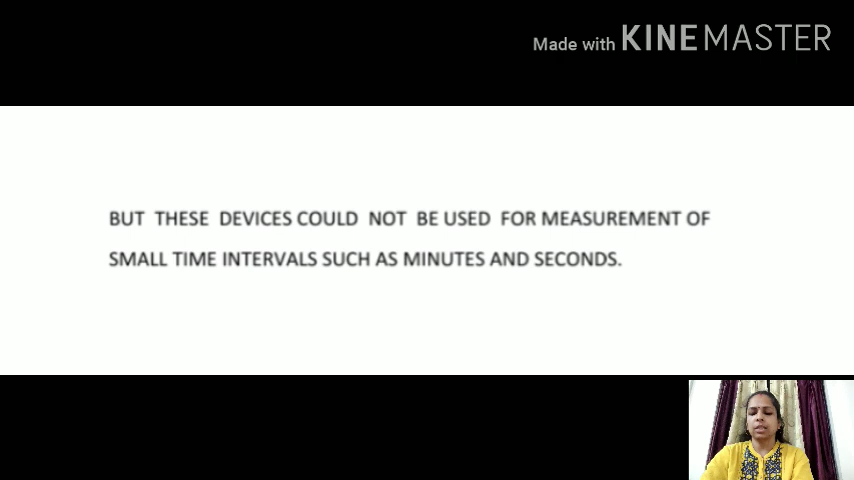 Made with KINEMASTER
BUT THESE DEVICES COULD NOT BE USED FOR MEASUREMENT OF
SMALL TIME INTERVALS SUCH AS MINUTES AND SECONDS.